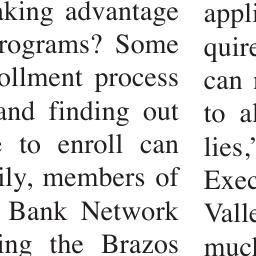 aking advantage
rograms? Some
ollment process
and finding out
to enroll can
ily, members of
Bank Network
ing the Brazos
appli
quire
can
to al
lies,’
Exec
Valle
much